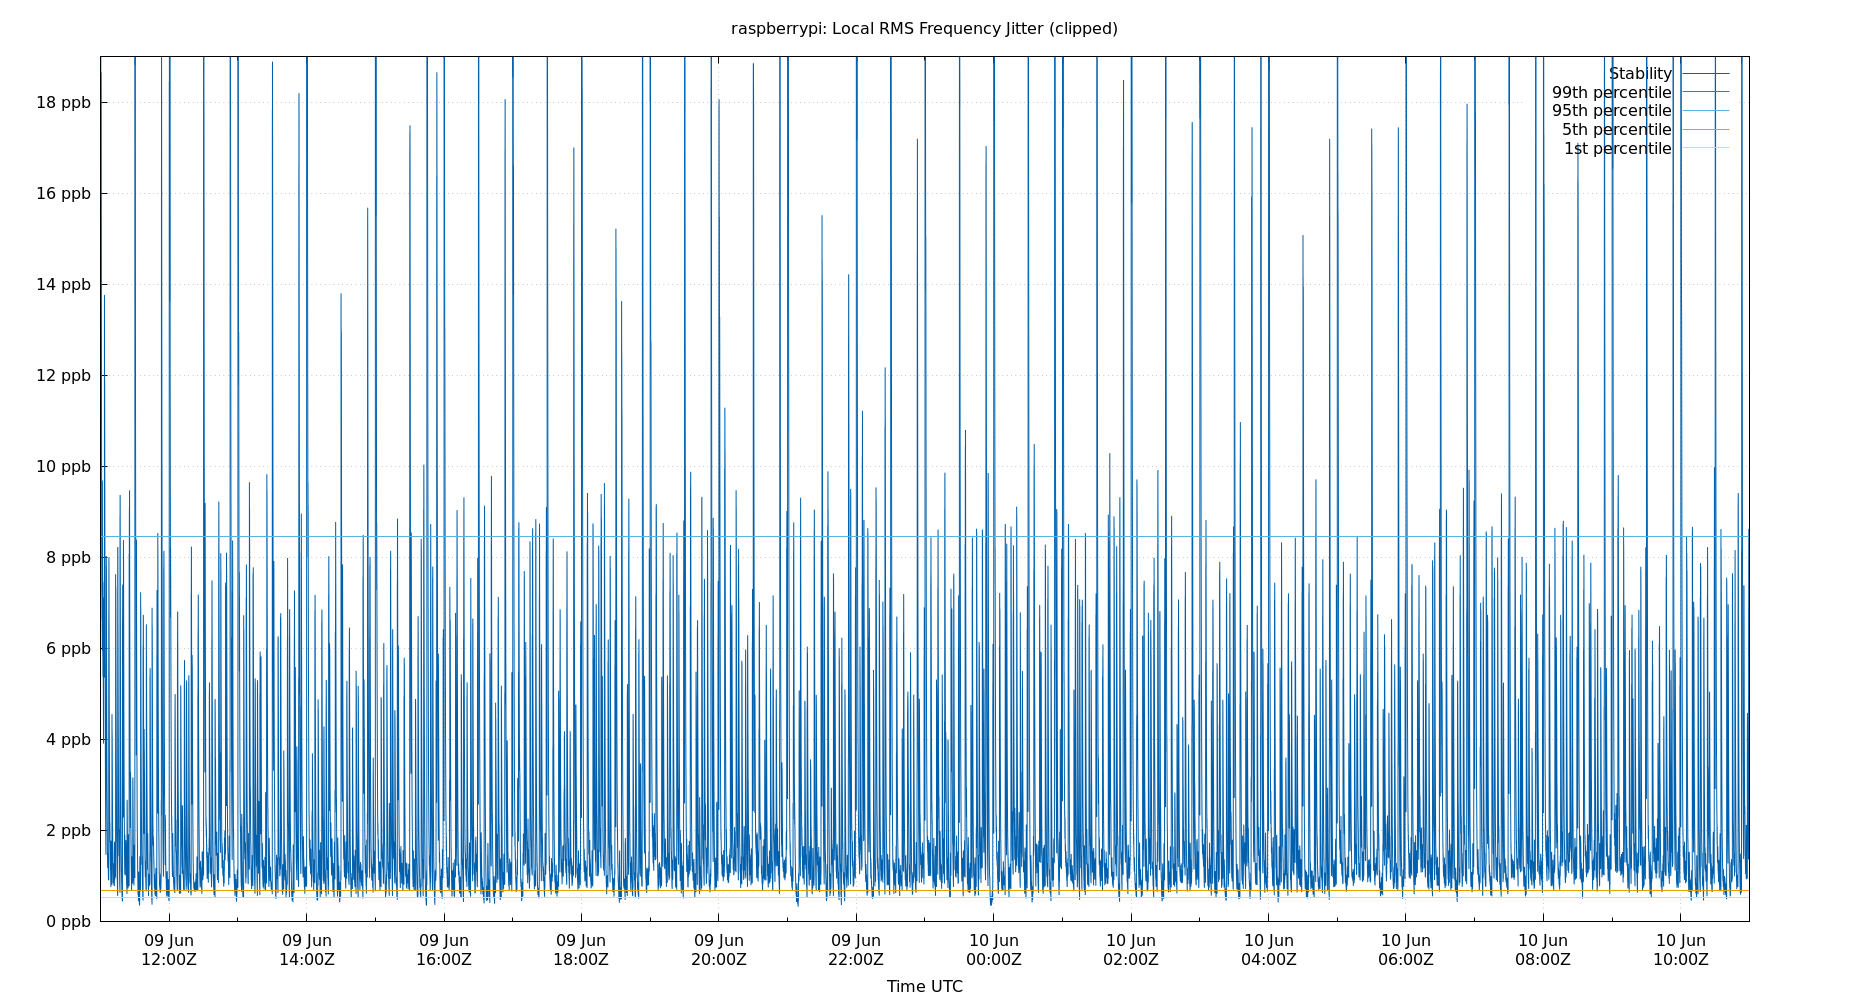 raspberrypi: Local RMS Frequency Jitter (clipped)
Stability
99th percentile
95th percentile
5th percentile
1st percentile
18 ppb
16 ppb
14 ppb
12 ppb
10 ppb
8 ppb
6 ppb
4 ppb
2 ppb
0 ppb
09 Jun 09 Jun 09 Jun 09 Jun 09 Jun 09 Jun 10 Jun 10 Jun 10 Jun 10 Jun 10 Jun 10 Jun
12:00Z 14:00Z 16:00Z 18:00Z 20:00Z 22:00Z 00:00Z 02:00Z 04:00Z 06:00Z 08:00Z 10:00Z
Time UTC